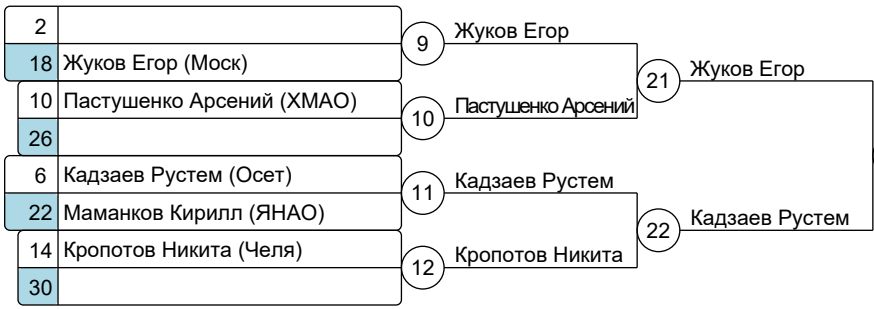 2
18 Жуков Егор (Моск)
10 Пастушенко Арсений (ХМАО)
26
6 Кадзаев Рустем (Осет)
22 Маманков Кирилл (ЯНАО)
14 Кропотов Никита (Челя)
30
9 Жуков Егор
10 Пастушенко Арсений
11 Кадзаев Рустем
12 Кропотов Никита
21 Жуков Егор
22 Кадзаев Рустем